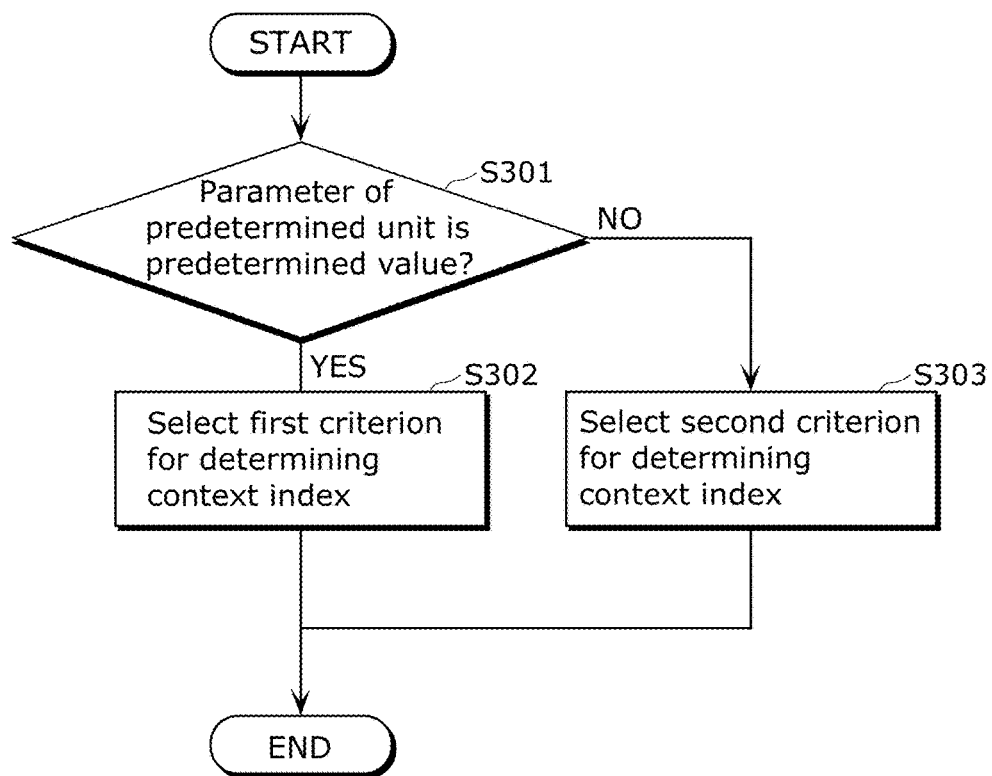 START
S301
Parameter of
predetermined unit is
predetermined value?
NO
YES
S302
Select first criterion
for determining
context index
S303
Select second criterion
for determining
context index
END